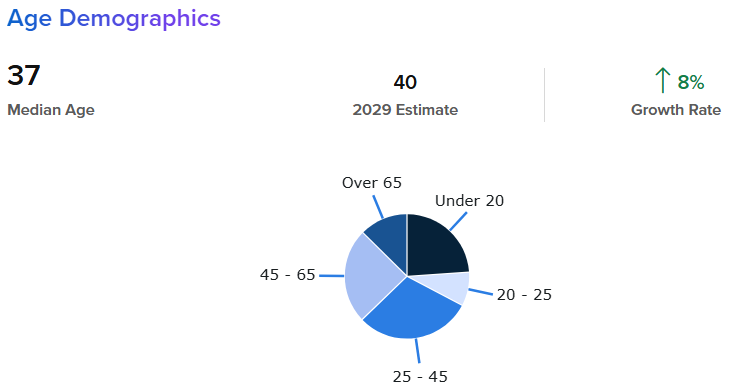 Age Demographics
37
Median Age
40
2029 Estimate
↑ 8%
Growth Rate
Over 65
Under 20
45 - 65
20 - 25
25 - 45